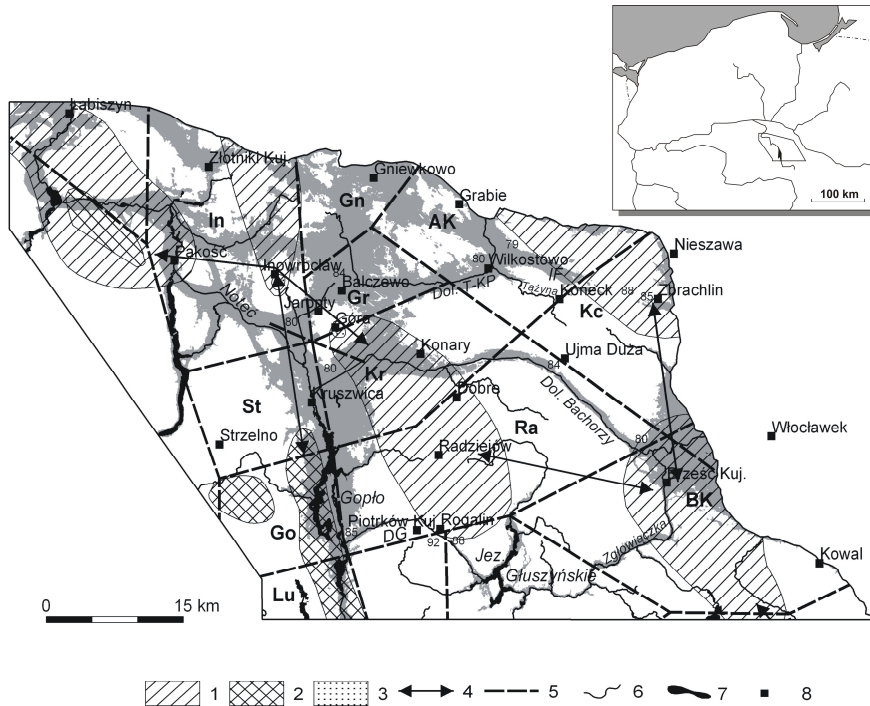 100 km
Łabiszyn
Złotniki Kuj.
Gniewkowo
Gn
Grabie
In
AK
79
Nieszawa
Pakość
Inowrocław
80 Wilkostowo
IF
Balczewo
Dol. T-KP
Tążyna
Koneck
88
85
Zbrachlin
Noteć
Jaronty
Gr
Kc
80
Góra
Konary
Ujma Duża
84
80
Kr
Kruszwica
Dobre
Dol. Bachorzy
St
Strzelno
Ra
80
Włocławek
Radziejów
Brześć Kuj.
BK
Gopło
Go
85
Piotrków Kuj.
Rogalin
DG
92
Jez.
Głuszyńskie
Zgłowiączka
Kowal
Lu
0 15 km
1 2 3 4 5 6 7 8